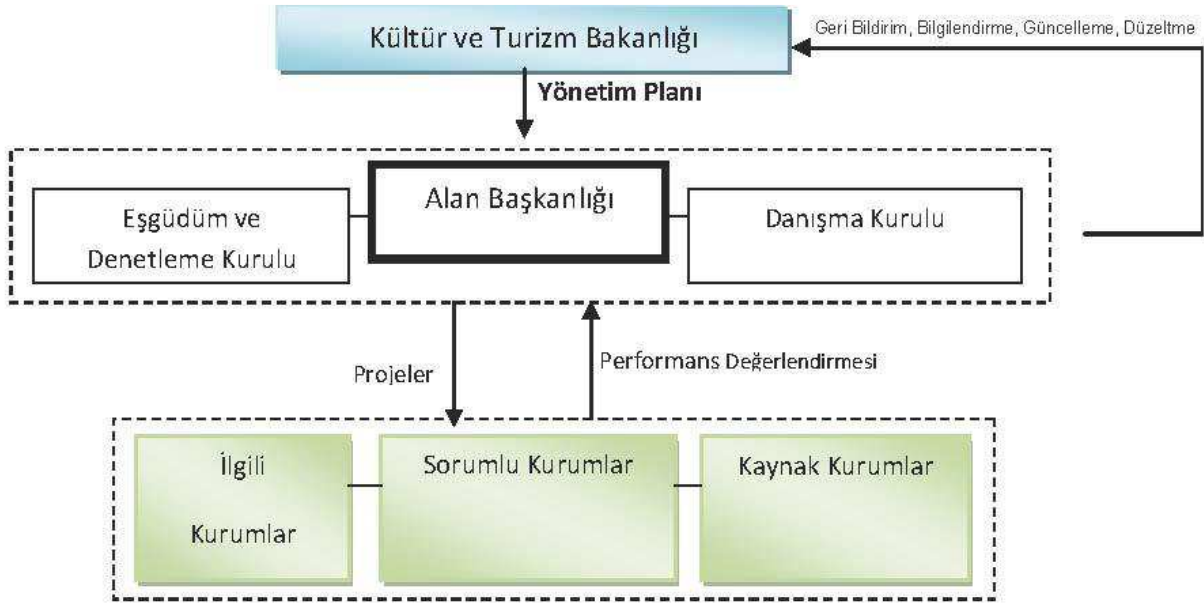 Kültür ve Turizm Bakanlığı
Geri Bildirim, Bilgilendirme, Güncelleme, Düzeltme
Yönetim Planı
Eşgüdüm ve
Denetleme Kurulu
Alan Başkanlığı
Danışma Kurulu
Projeler
Performans Değerlendirmesi
İlgili
Kurumlar
Sorumlu Kurumlar
Kaynak Kurumlar